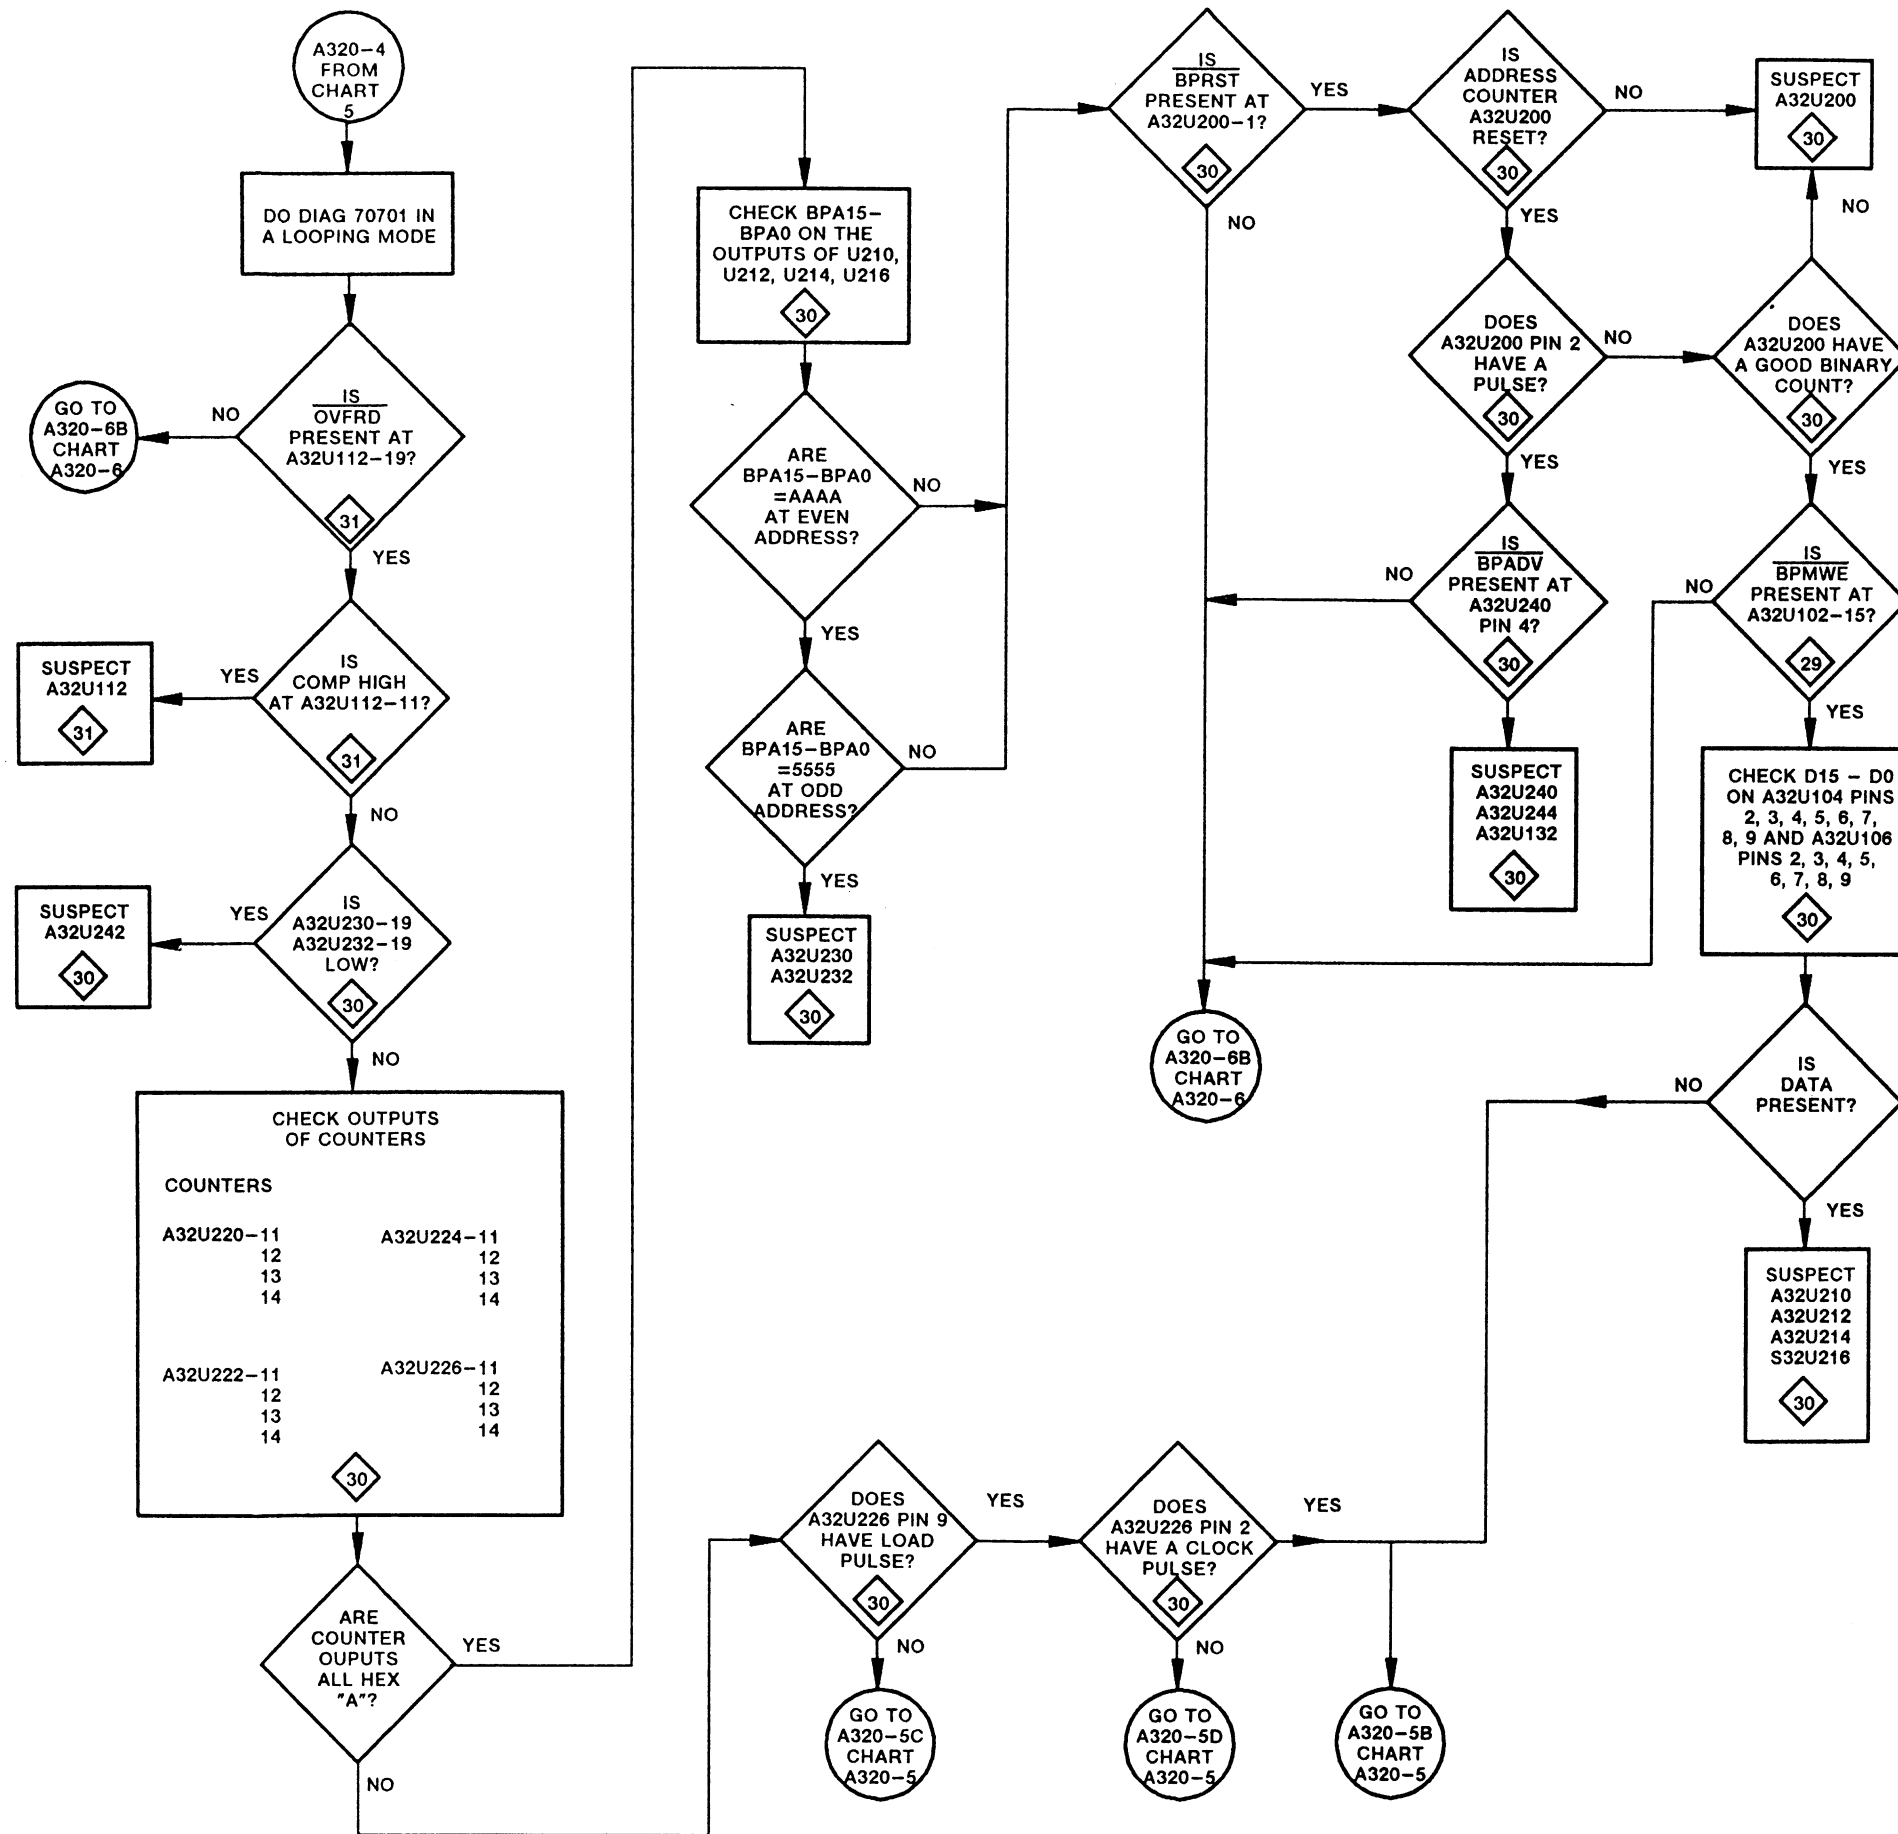 A320-4
FROM
CHART
5
DO DIAG 70701 IN
A LOOPING MODE
IS
OVFRD
PRESENT AT
A32U112-19?
31
NO
GO TO
A320-6B
CHART
A320-6
YES
IS
COMP HIGH
AT A32U112-11?
31
YES
SUSPECT
A32U112
31
NO
IS
A32U230-19
A32U232-19
LOW?
30
YES
SUSPECT
A32U242
30
NO
CHECK OUTPUTS
OF COUNTERS
COUNTERS
A32U220-11
12
13
14
A32U224-11
12
13
14
A32U222-11
12
13
14
A32U226-11
12
13
14
30
ARE
COUNTER
OUPUTS
ALL HEX
"A"?
YES
NO
CHECK BPA15-
BPA0 ON THE
OUTPUTS OF U210,
U212, U214, U216
30
ARE
BPA15-BPA0
=AAAA
AT EVEN
ADDRESS?
NO
YES
ARE
BPA15-BPA0
=5555
AT ODD
ADDRESS?
NO
YES
SUSPECT
A32U230
A32U232
30
IS
BPRST
PRESENT AT
A32U200-1?
30
YES
NO
IS
ADDRESS
COUNTER
A32U200
RESET?
30
NO
YES
SUSPECT
A32U200
30
NO
DOES
A32U200 PIN 2
HAVE A
PULSE?
30
NO
YES
DOES
A32U200 HAVE
A GOOD BINARY
COUNT?
30
YES
IS
BPADV
PRESENT AT
A32U240
PIN 4?
30
NO
SUSPECT
A32U240
A32U244
A32U132
30
IS
BPMWE
PRESENT AT
A32U102-15?
29
NO
YES
CHECK D15 - D0
ON A32U104 PINS
2, 3, 4, 5, 6, 7,
8, 9 AND A32U106
PINS 2, 3, 4, 5,
6, 7, 8, 9
30
GO TO
A320-6B
CHART
A320-6
IS
DATA
PRESENT?
NO
YES
SUSPECT
A32U210
A32U212
A32U214
S32U216
30
DOES
A32U226 PIN 9
HAVE LOAD
PULSE?
30
YES
NO
DOES
A32U226 PIN 2
HAVE A CLOCK
PULSE?
30
YES
NO
GO TO
A320-5C
CHART
A320-5
GO TO
A320-5D
CHART
A320-5
GO TO
A320-5B
CHART
A320-5